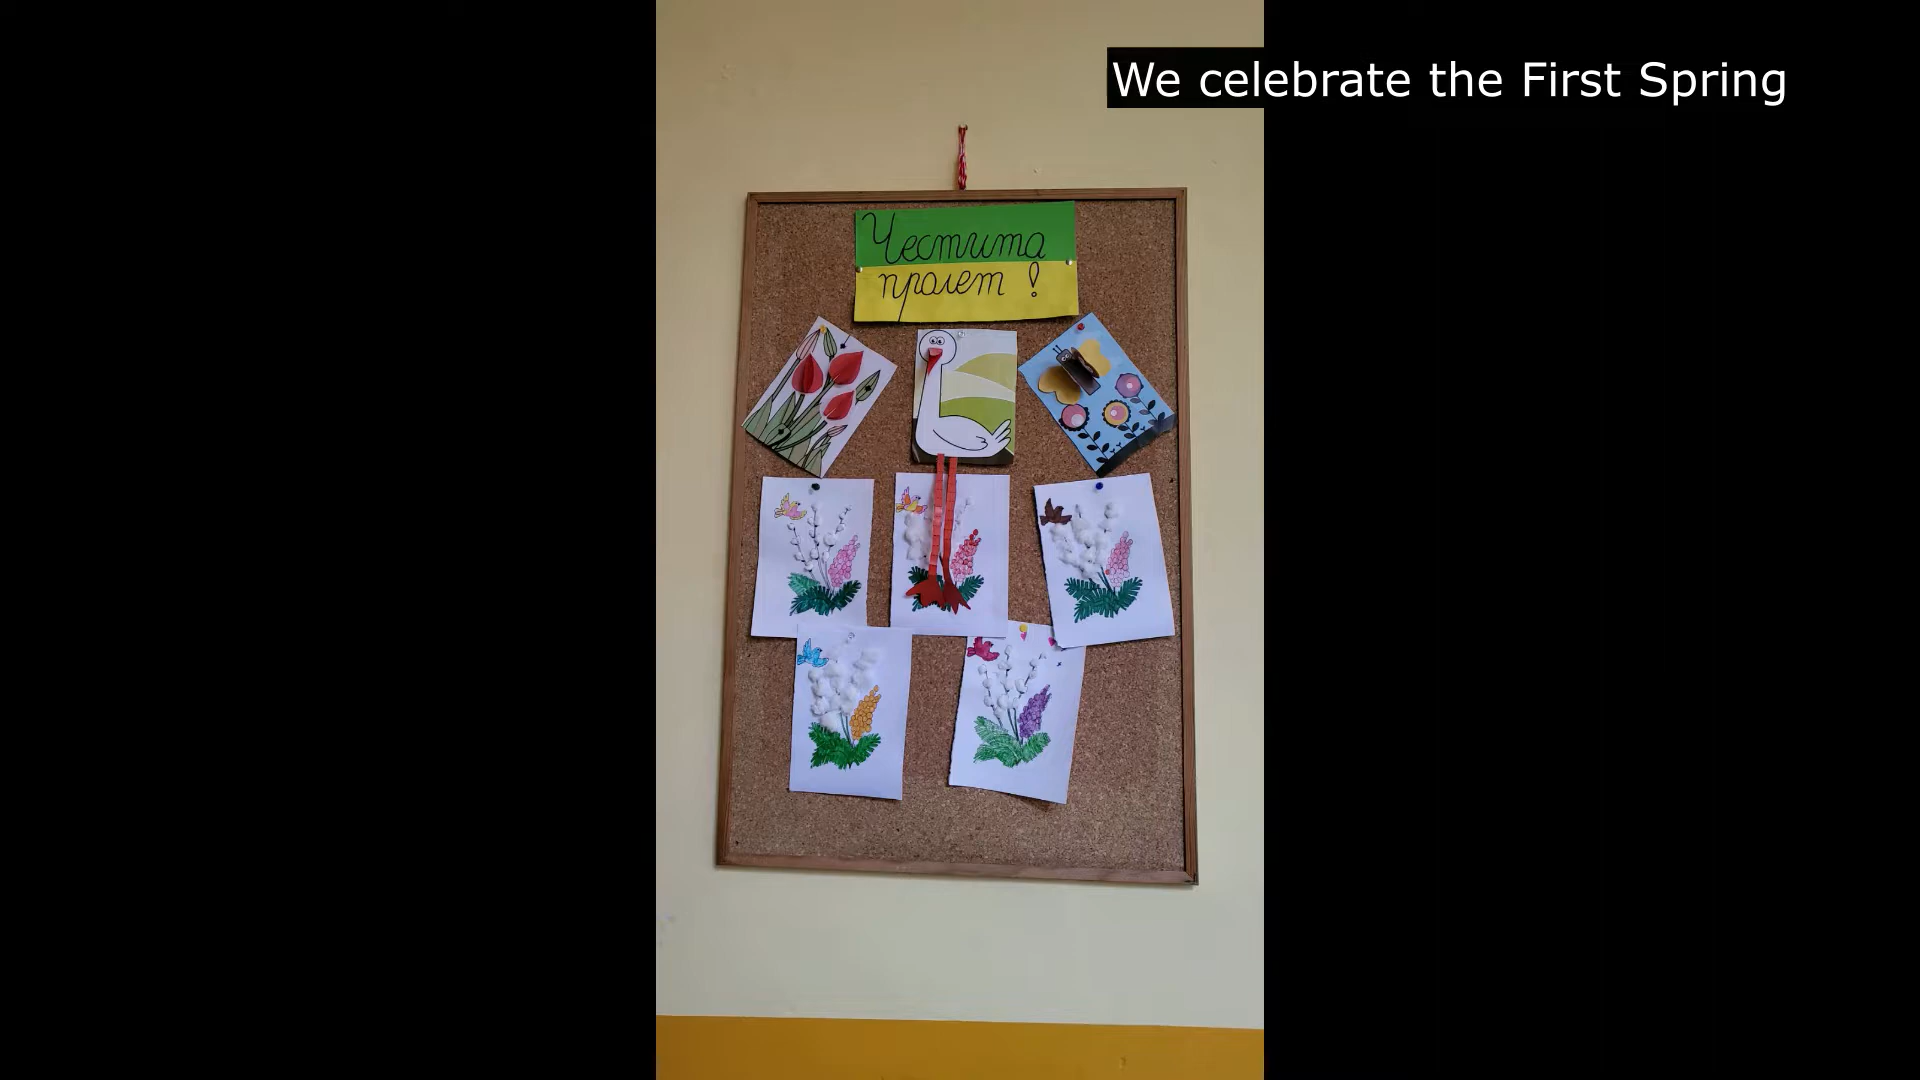 We celebrate the First Spring
Честита
пролет !